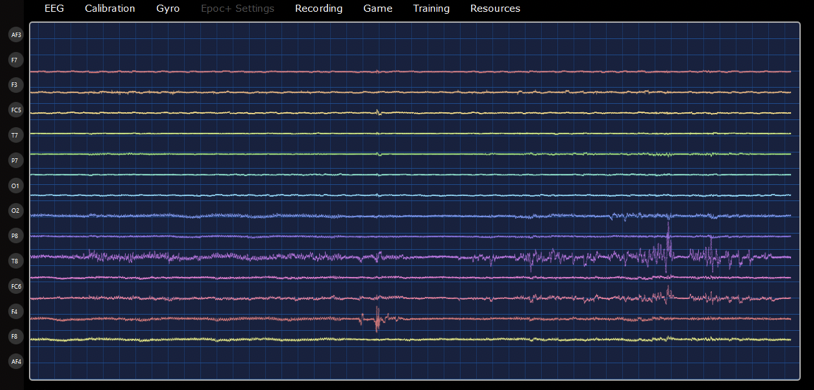 EEG Calibration Gyro Epoc+ Settings Recording Game Training Resources
AF3
F7
F3
FC5
T7
P7
O1
O2
P8
T8
FC6
F4
F8
AF4